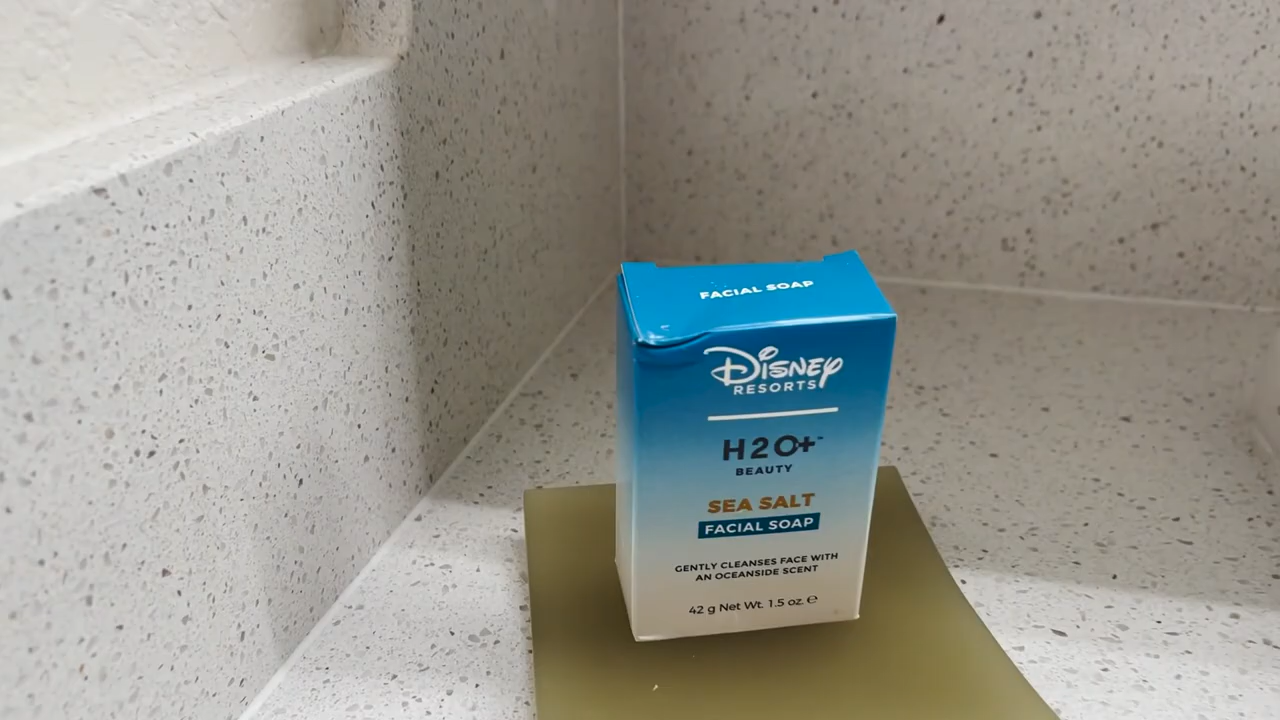 FACIAL SOAP
DISNEY
RESORTS
H2O+™
BEAUTY
SEA SALT
FACIAL SOAP
GENTLY CLEANSES FACE WITH
AN OCEANSIDE SCENT
42 g Net Wt. 1.5 oz. ℮